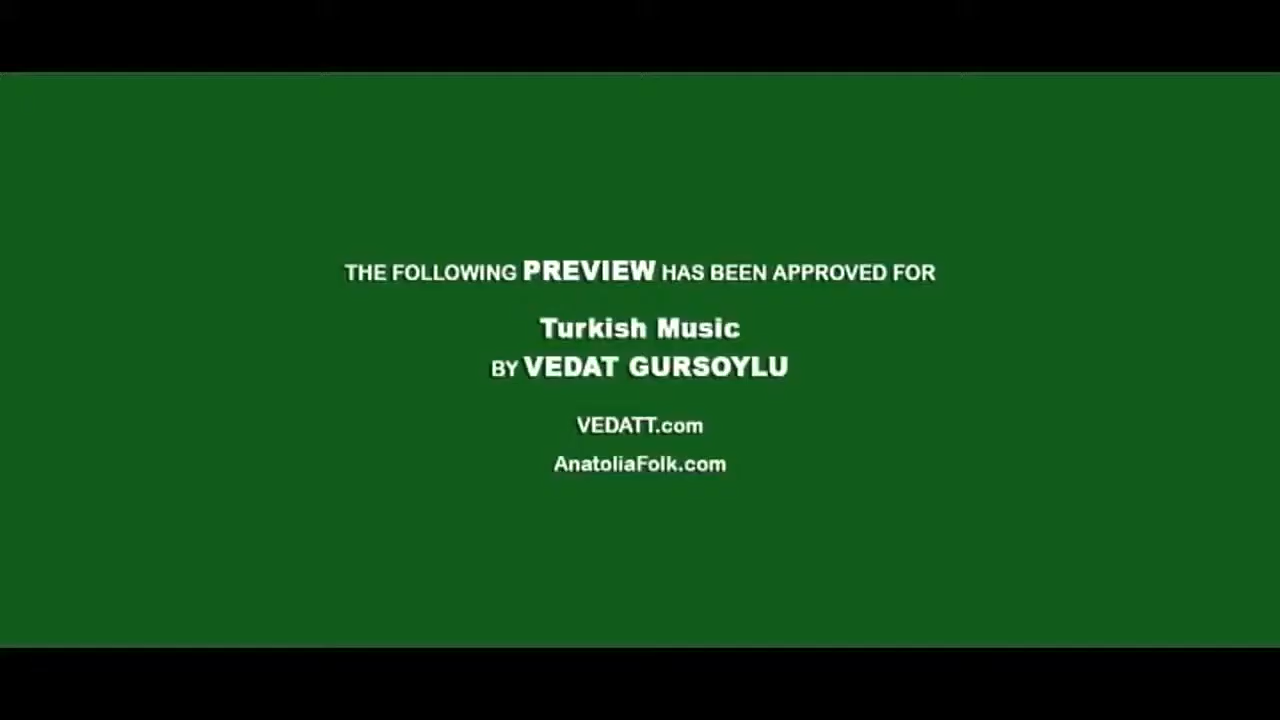 THE FOLLOWING PREVIEW HAS BEEN APPROVED FOR
Turkish Music
BY VEDAT GURSOYLU
VEDATT.com
AnatoliaFolk.com